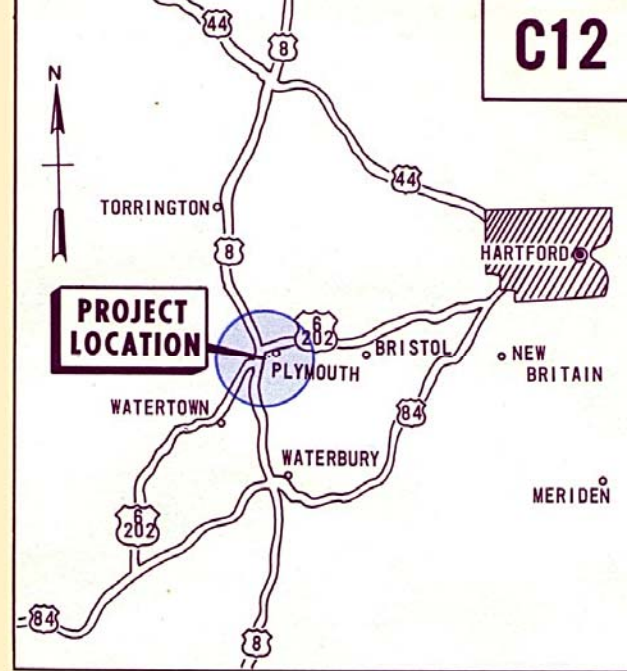 44
8
C12
N
44
TORRINGTON
8
HARTFORD
PROJECT
LOCATION
6
202
BRISTOL
NEW
BRITAIN
PLYMOUTH
WATERTOWN
84
WATERBURY
MERIDEN
6
202
84
8